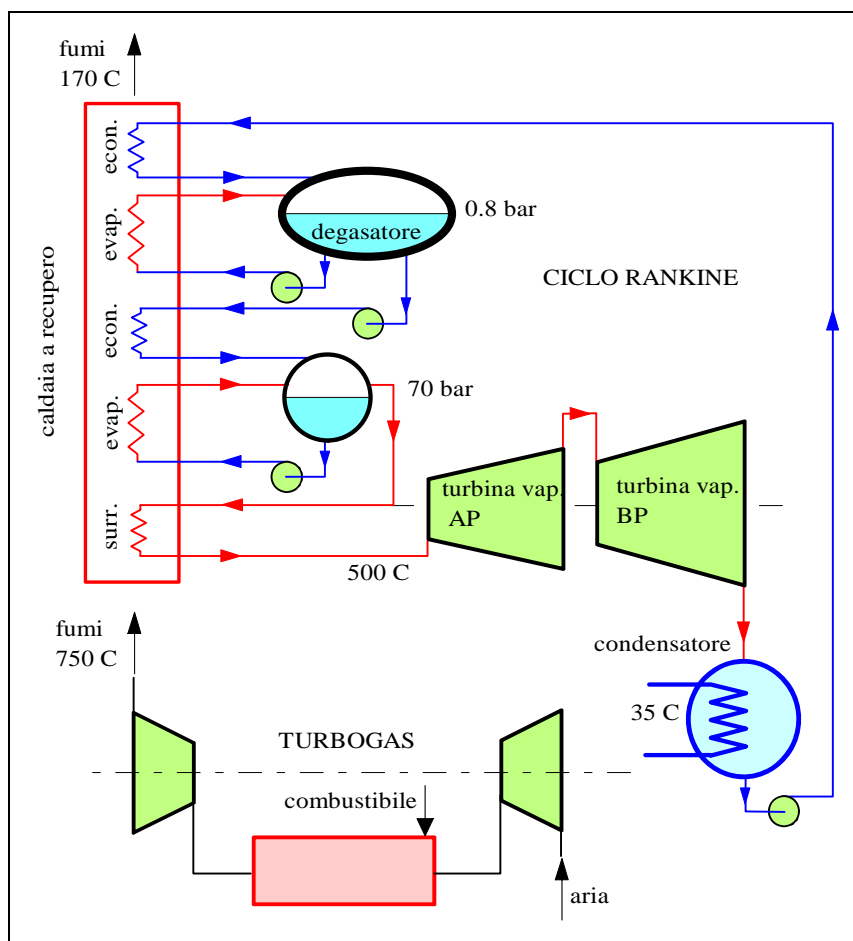 fumi
170 C
caldaia a recupero
econ.
evap.
econ.
evap.
surr.
degasatore
0.8 bar
CICLO RANKINE
70 bar
turbina vap.
AP
turbina vap.
BP
500 C
fumi
750 C
condensatore
35 C
TURBOGAS
combustibile
aria